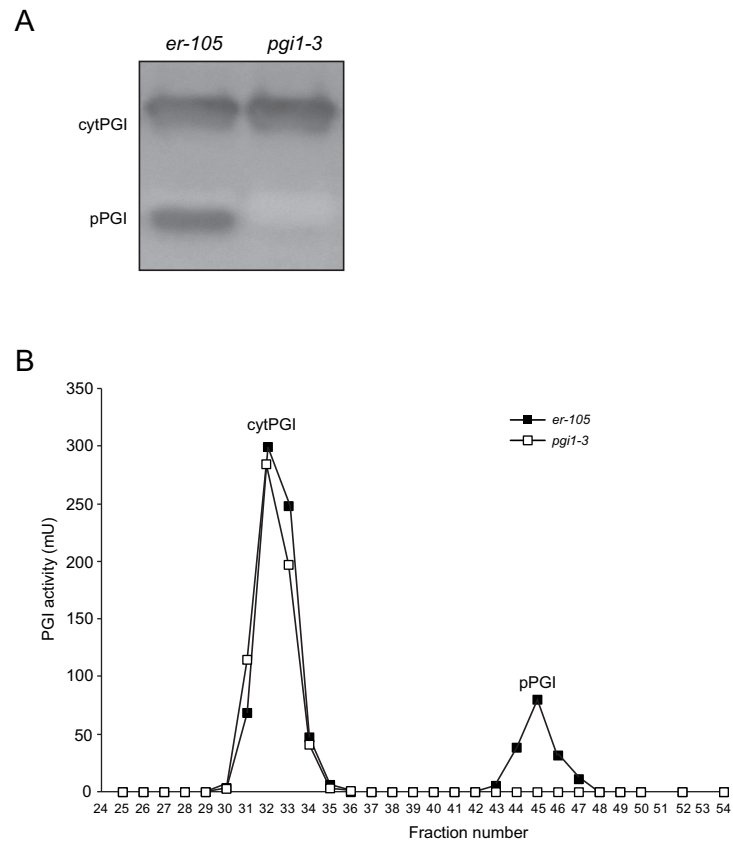 A
er-105 pgi1-3
cytPGI
pPGI
B
350
300
250
200
150
100
50
0
PGI activity (mU)
cytPGI
pPGI
er-105
pgi1-3
24 25 26 27 28 29 30 31 32 33 34 35 36 37 38 39 40 41 42 43 44 45 46 47 48 49 50 51 52 53 54
Fraction number